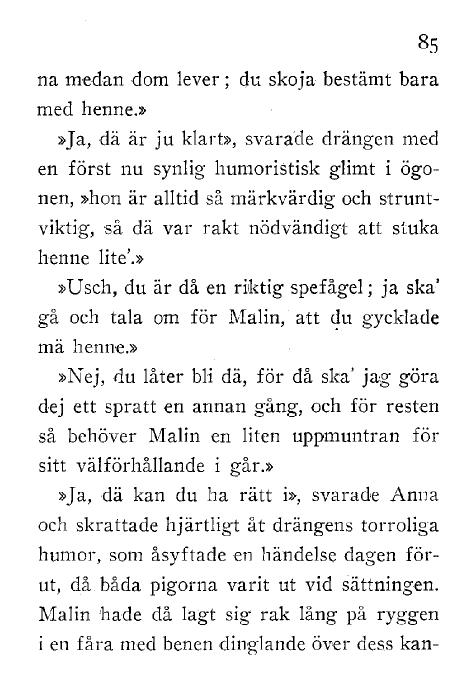 85
na medan dom lever; du skoja bestämt bara
med henne.»
»Ja, dä är ju klart», svarade drängen med
en först nu synlig humoristisk glimt i ögo-
nen, »hon är alltid så märkvärdig och strunt-
viktig, så dä var rakt nödvändigt att stuka
henne lite'.»
»Usch, du är då en riktig spefågel; ja ska'
gå och tala om för Malin, att du gycklade
mä henne.»
»Nej, du låter bli dä, för då ska' jag göra
dej ett spratt en annan gång, och för resten
så behöver Malin en liten uppmuntran för
sitt välförhållande i går.»
»Ja, dä kan du ha rätt i», svarade Anna
och skrattade hjärtligt åt drängens torroliga
humor, som åsyftade en händelse dagen för-
ut, då båda pigorna varit ut vid sättningen.
Malin hade då lagt sig rak lång på ryggen
i en fåra med benen dinglande över dess kan-